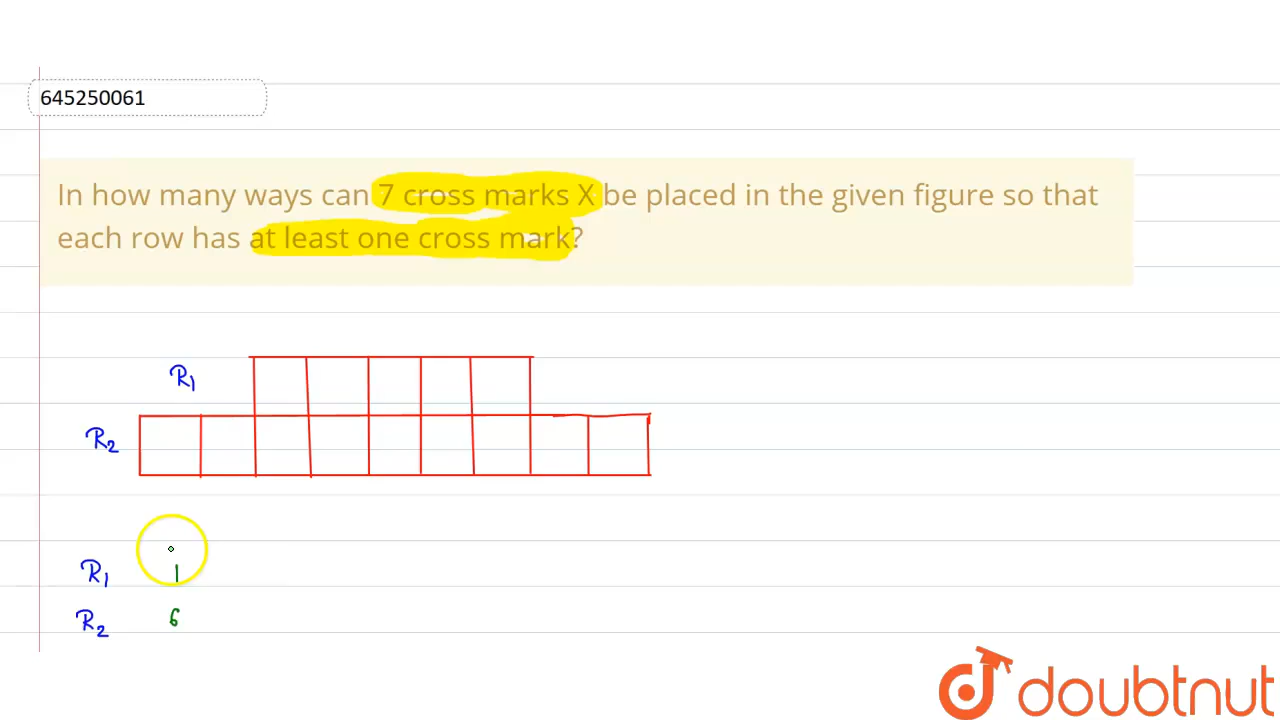 645250061
In how many ways can 7 cross marks X be placed in the given figure so that
each row has at least one cross mark?
R1
R2
R1 1
R2 6
doubtnut